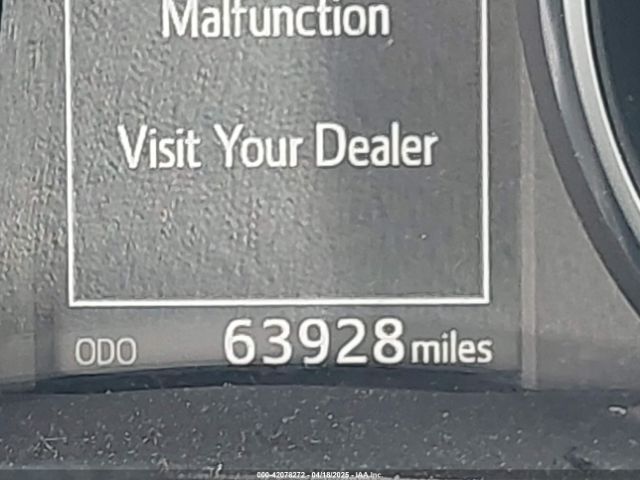 Malfunction
Visit Your Dealer
ODO 63928 miles
000-42078272 - 04/18/2025 - IAA Inc.